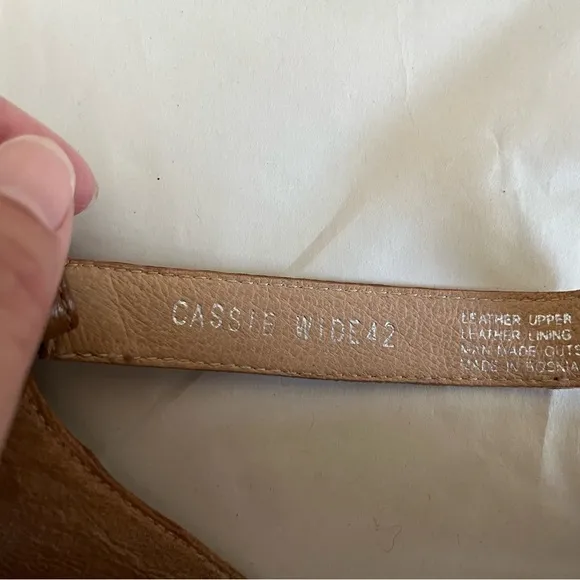 CASSIE WIDE42
LEATHER UPPER
LEATHER LINING
MAN MADE OUTS
MADE IN BOSNIA